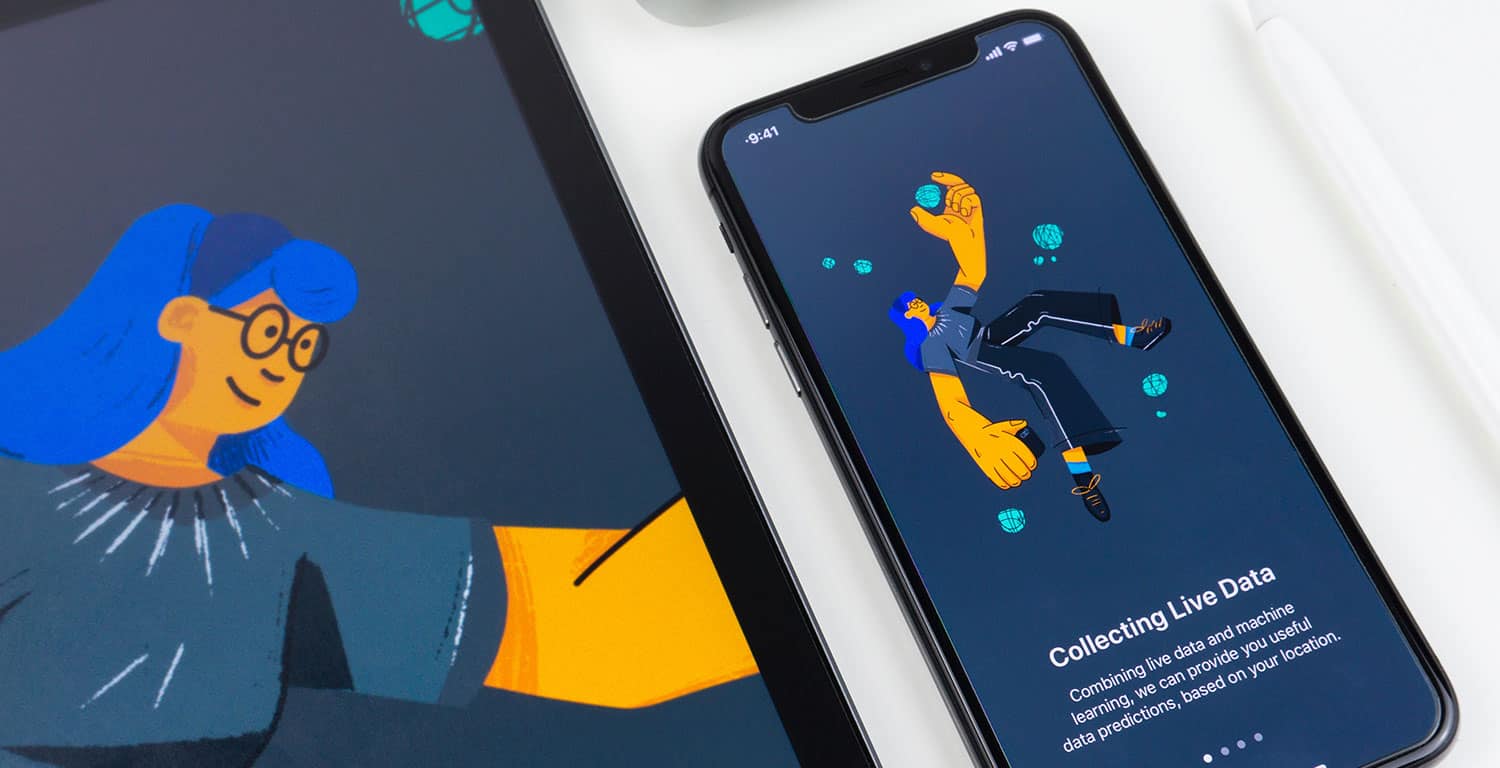 9:41
Collecting Live Data
Combining live data and machine
learning, we can provide you useful
data predictions, based on your location.